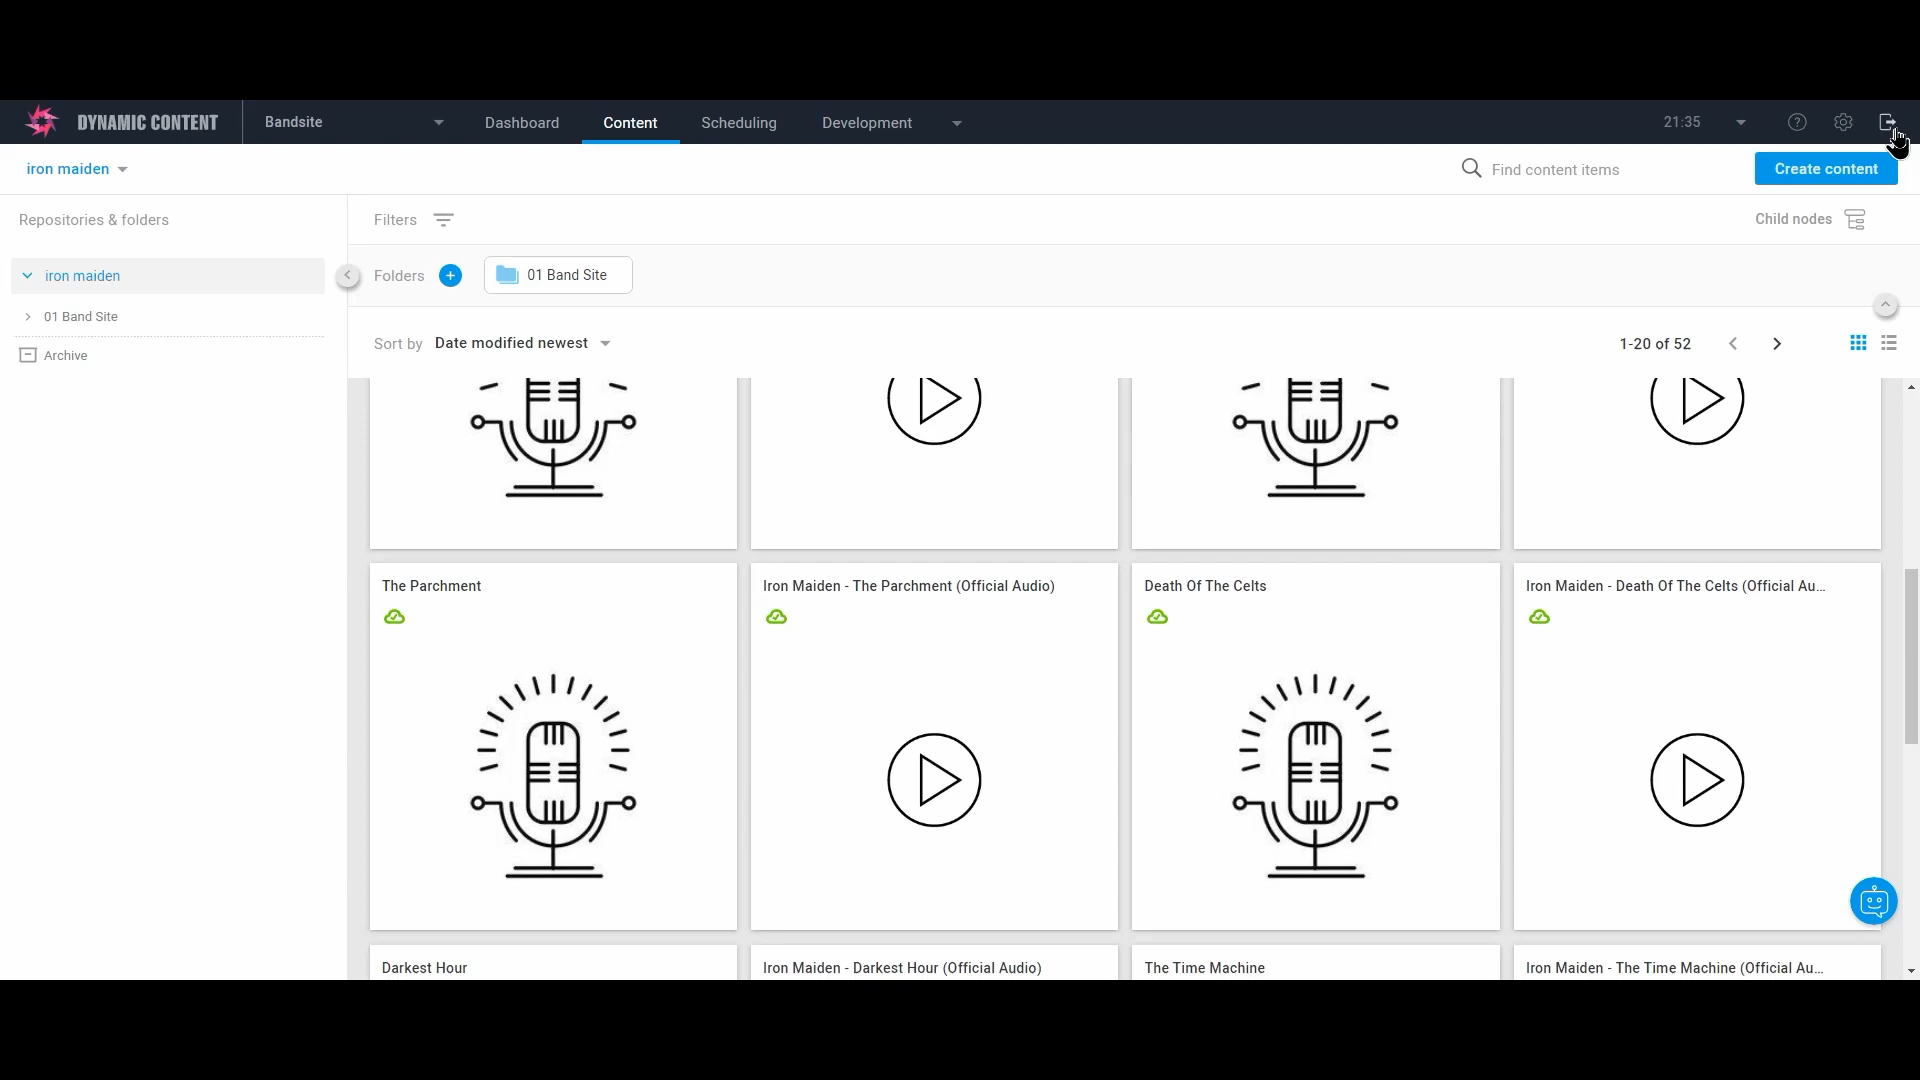 DYNAMIC CONTENT
Bandsite
Dashboard
Content
Scheduling
Development
21:35
iron maiden
Find content items
Create content
Repositories & folders
Filters
Child nodes
iron maiden
Folders
01 Band Site
01 Band Site
Archive
Sort by
Date modified newest
1-20 of 52
The Parchment
Iron Maiden - The Parchment (Official Audio)
Death Of The Celts
Iron Maiden - Death Of The Celts (Official Au...
Darkest Hour
Iron Maiden - Darkest Hour (Official Audio)
The Time Machine
Iron Maiden - The Time Machine (Official Au...